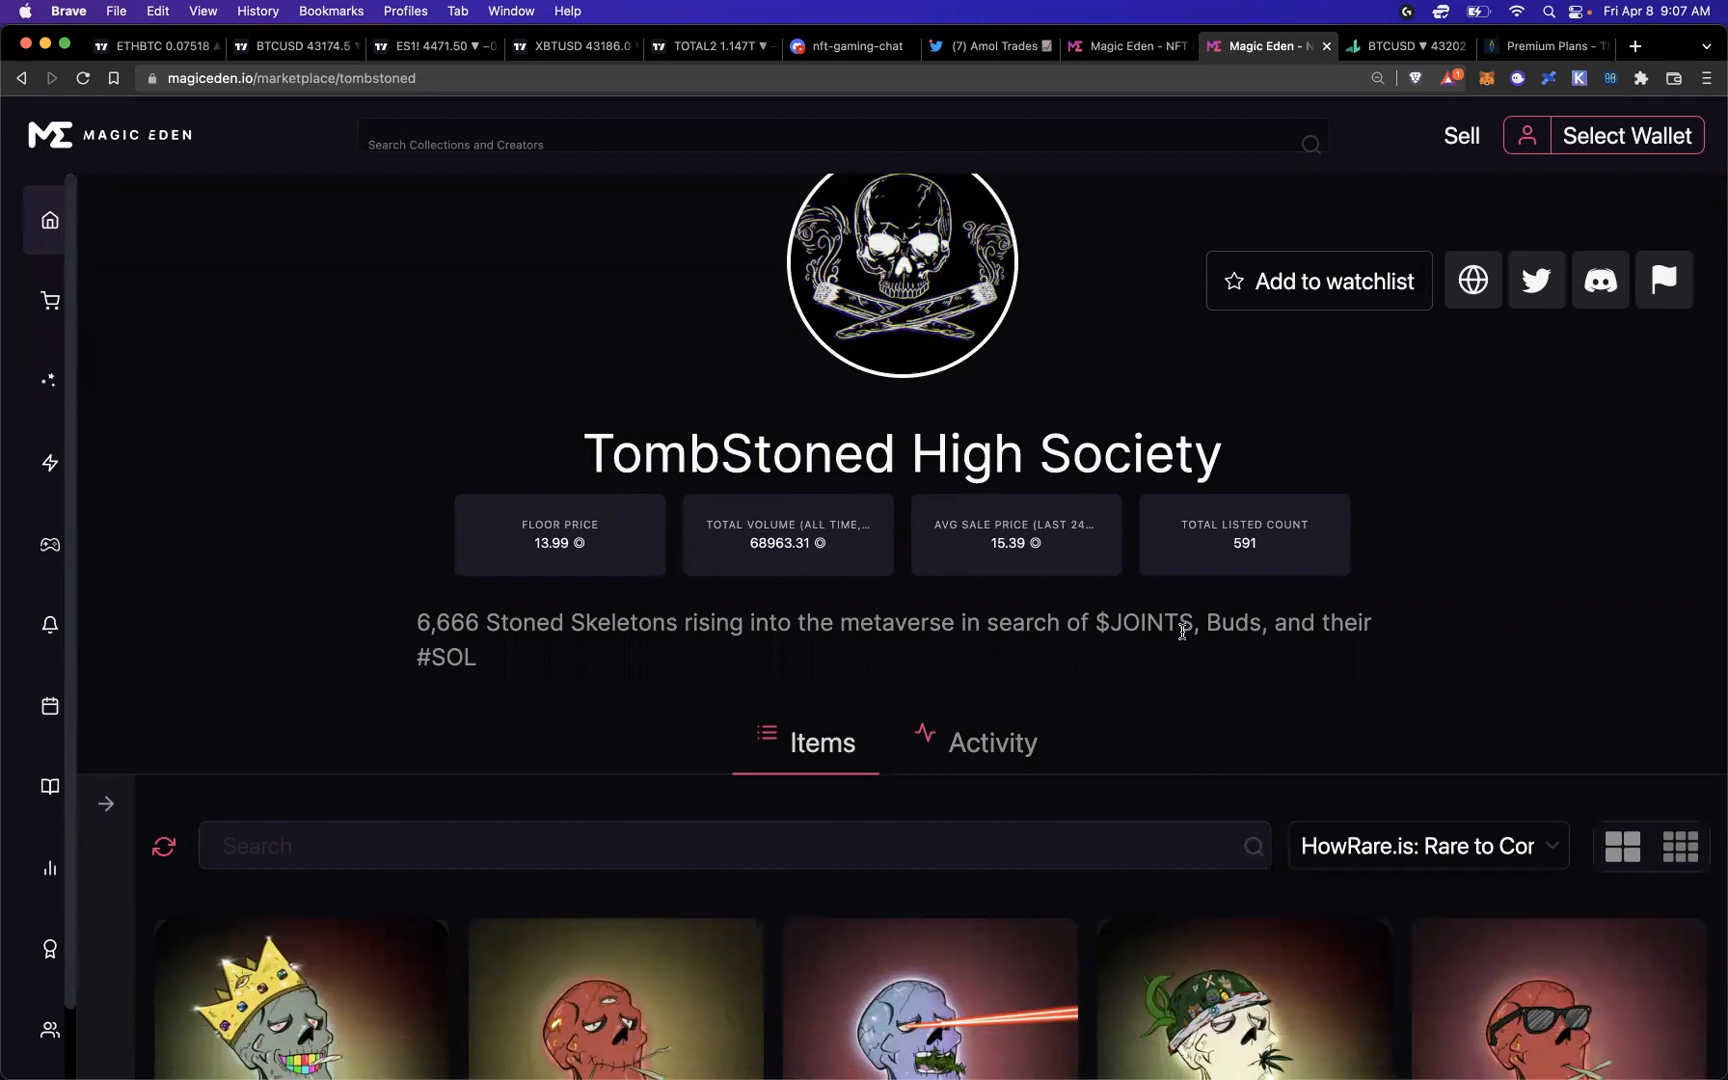 Brave File Edit View History Bookmarks Profiles Tab Window Help Fri Apr 8 9:07 AM
ETHBTC 0.07518 BTCUSD 43174.5 ES1! 4471.50 XBTUSD 43186.0 TOTAL2 1.147T nft-gaming-chat (7) Amol Trades Magic Eden - NFT Magic Eden - N BTCUSD ▼ 43202 Premium Plans - T
magiceden.io/marketplace/tombstoned 1
ME MAGIC EDEN Search Collections and Creators Sell Select Wallet
Add to watchlist
TombStoned High Society
FLOOR PRICE TOTAL VOLUME (ALL TIME,... AVG SALE PRICE (LAST 24... TOTAL LISTED COUNT
13.99 68963.31 15.39 591
6,666 Stoned Skeletons rising into the metaverse in search of $JOINTS, Buds, and their
#SOL
Items Activity
Search HowRare.is: Rare to Cor